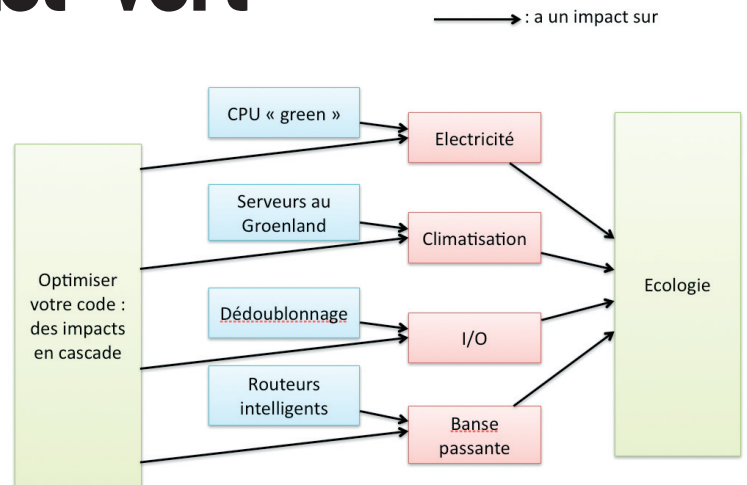 : a un impact sur
CPU « green »
Electricité
Serveurs au
Groenland
Climatisation
Optimiser
votre code :
des impacts
en cascade
Ecologie
Dédoublonnage
I/O
Routeurs
intelligents
Banse
passante